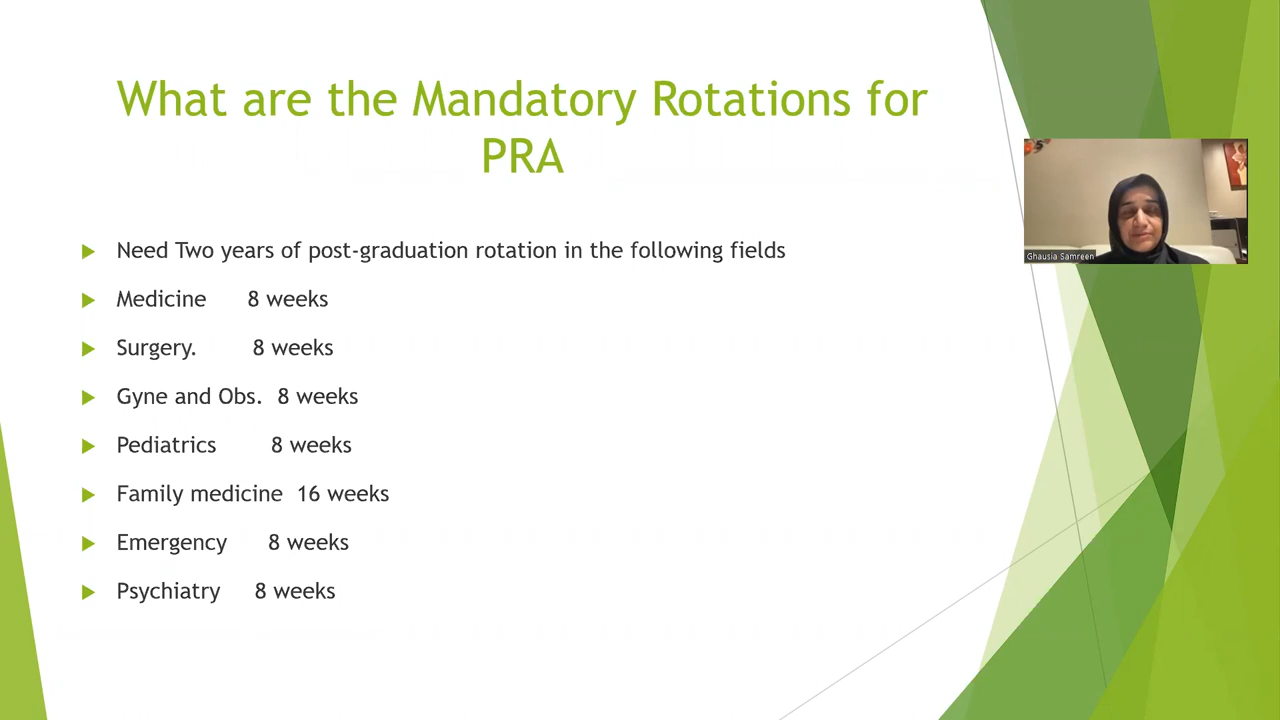 What are the Mandatory Rotations for
PRA
Need Two years of post-graduation rotation in the following fields
Medicine 8 weeks
Surgery. 8 weeks
Gyne and Obs. 8 weeks
Pediatrics 8 weeks
Family medicine 16 weeks
Emergency 8 weeks
Psychiatry 8 weeks
Ghausia Samreen